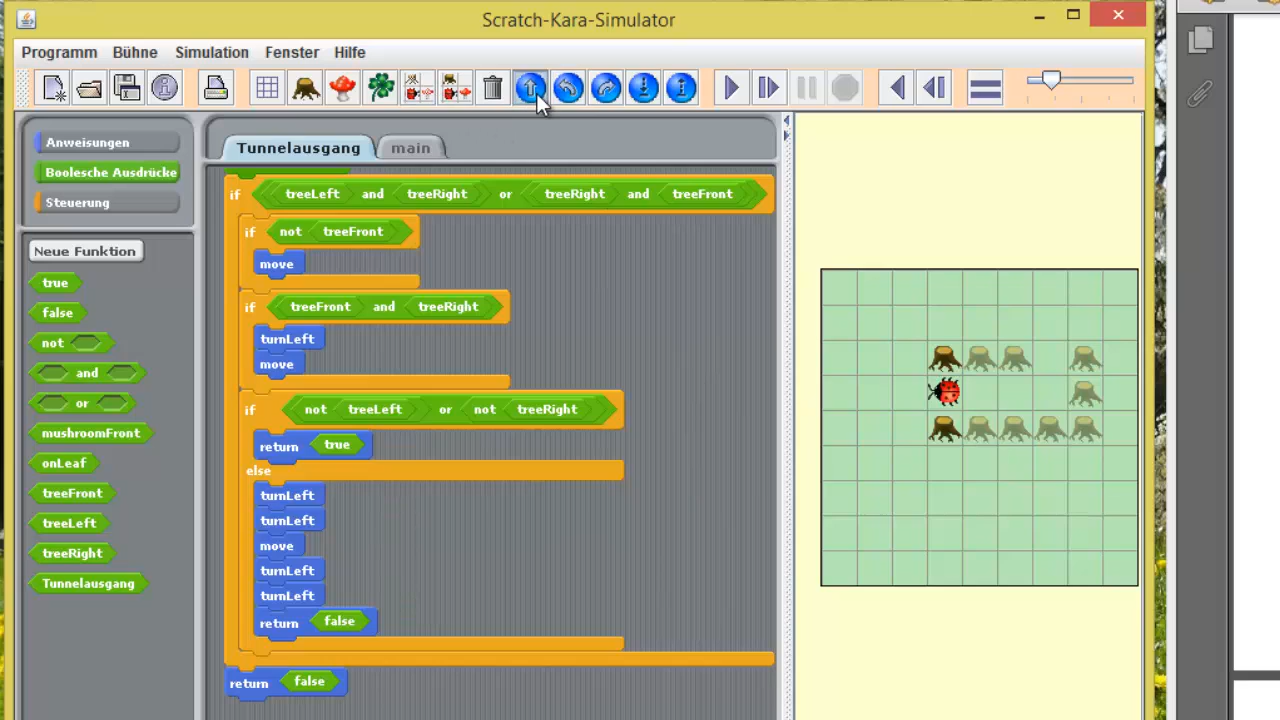 Scratch-Kara-Simulator
Programm Bühne Simulation Fenster Hilfe
Anweisungen
Boolesche Ausdrücke
Steuerung
Neue Funktion
true
false
not
and
or
mushroomFront
onLeaf
treeFront
treeLeft
treeRight
Tunnelausgang
Tunnelausgang main
if treeLeft and treeRight or treeRight and treeFront
if not treeFront
move
if treeFront and treeRight
turnLeft
move
if not treeLeft or not treeRight
return true
else
turnLeft
turnLeft
move
turnLeft
turnLeft
return false
return false